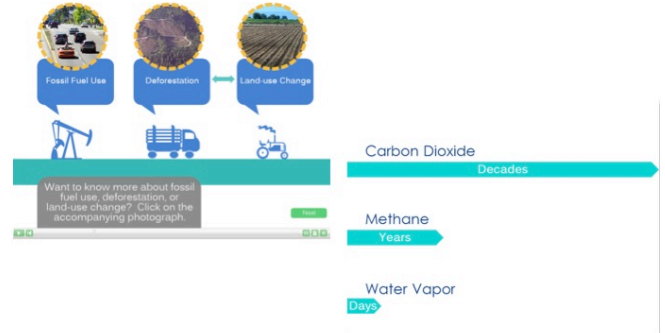 Fossil Fuel Use
Deforestation
Land-use Change
Want to know more about fossil
fuel use, deforestation, or
land-use change? Click on the
accompanying photograph.
Next
Carbon Dioxide
Decades
Methane
Years
Water Vapor
Days